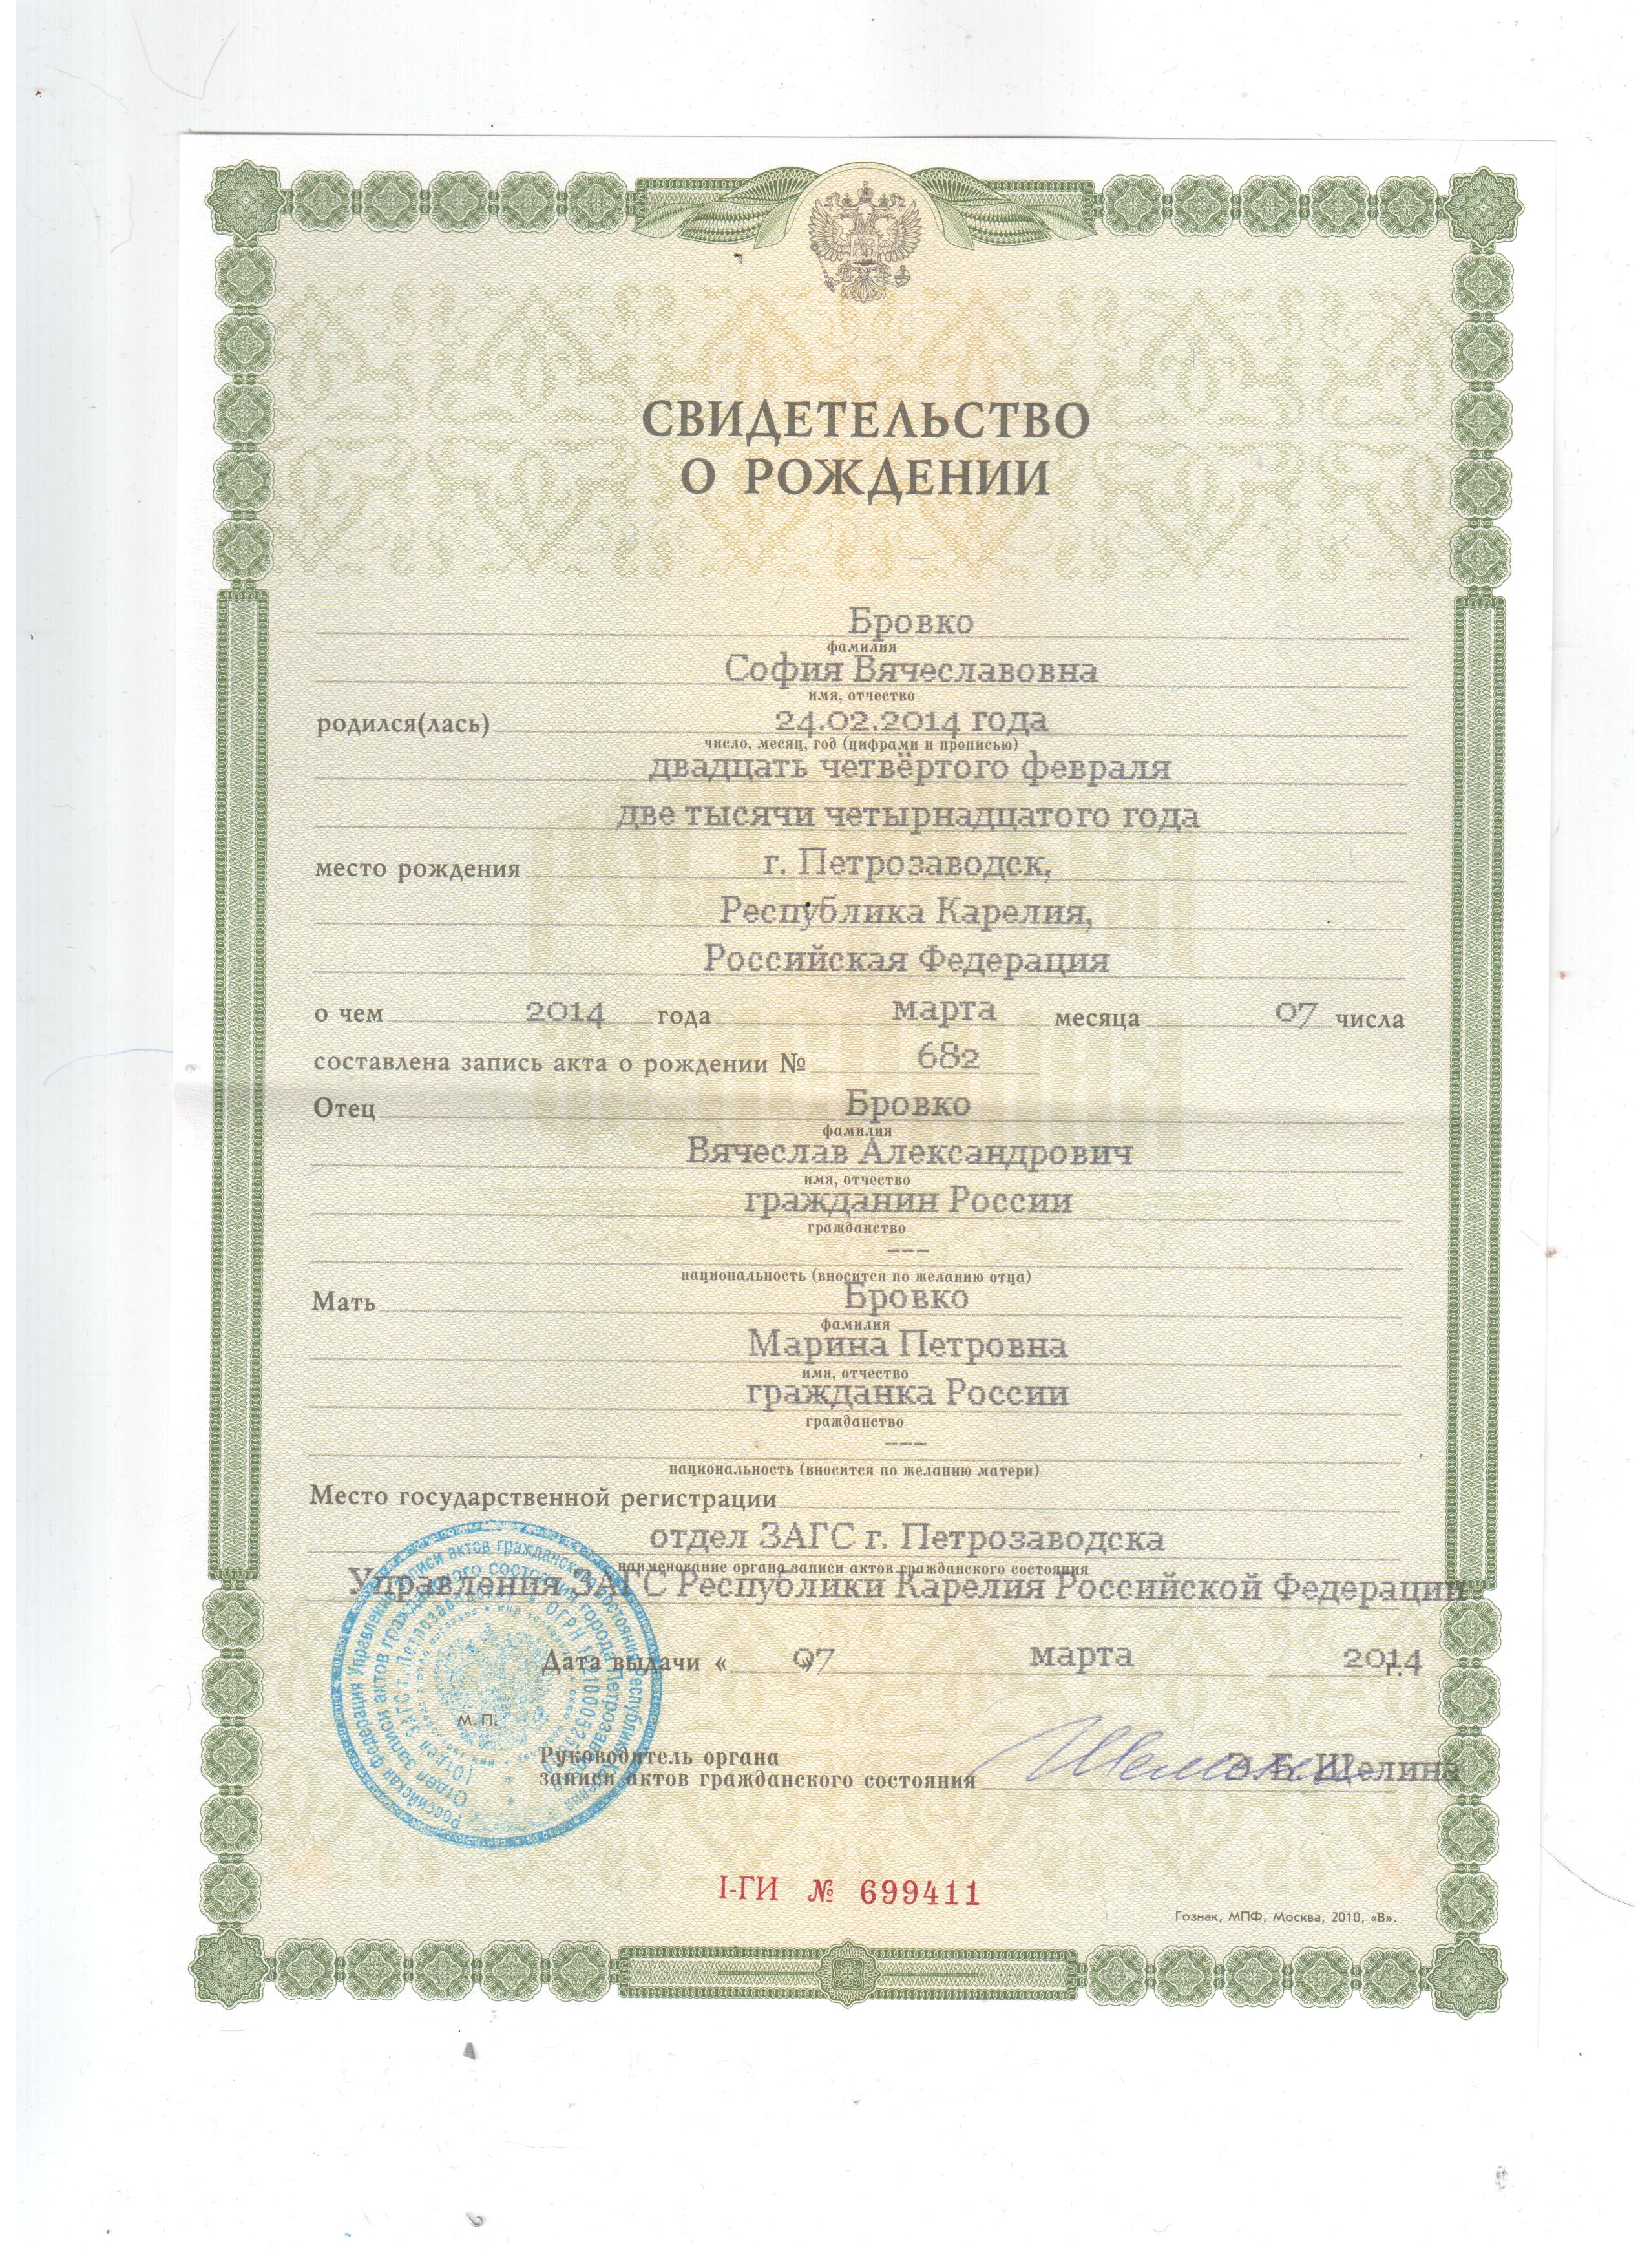 СВИДЕТЕЛЬСТВО
О РОЖДЕНИИ
Бровко
фамилия
София Вячеславовна
имя, отчество
родился(лась) 24.02.2014 года
число, месяц, год (цифрами и прописью)
двадцать четвёртого февраля
две тысячи четырнадцатого года
место рождения г. Петрозаводск,
Республика Карелия,
Российская Федерация
о чем 2014 года марта месяца 07 числа
составлена запись акта о рождении № 682
Отец Бровко
фамилия
Вячеслав Александрович
имя, отчество
гражданин России
гражданство
---
национальность (вносится по желанию отца)
Мать Бровко
фамилия
Марина Петровна
имя, отчество
гражданка России
гражданство
---
национальность (вносится по желанию матери)
Место государственной регистрации
отдел ЗАГС г. Петрозаводска
наименование органа записи актов гражданского состояния
Управления ЗАГС Республики Карелия Российской Федерации
Дата выдачи « 07 » марта 2014 г.
М.П.
Руководитель органа
записи актов гражданского состояния Э.Б. Щелина
I-ГИ № 699411
Гознак, МПФ, Москва, 2010, «В».
Российская Федерация Управление записи актов гражданского состояния Республики Карелия
Отдел записи актов гражданского состояния города Петрозаводска
(Отдел ЗАГС г. Петрозаводска) ОГРН